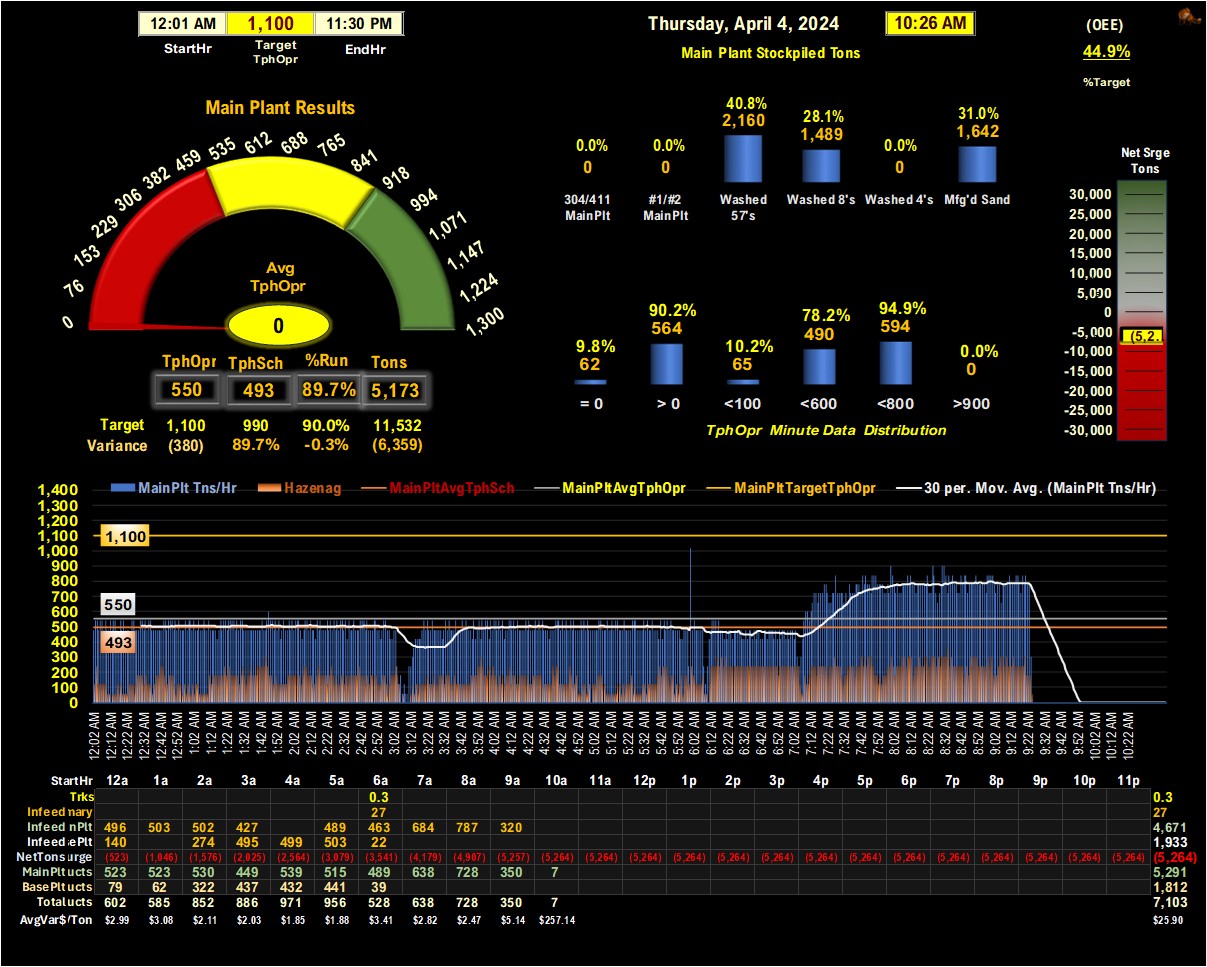 12:01 AM 1,100 11:30 PM
StartHr Target TphOpr EndHr
Thursday, April 4, 2024 10:26 AM
Main Plant Stockpiled Tons
(OEE)
44.9%
%Target
Main Plant Results
0 76 153 229 306 382 459 535 612 688 765 841 918 994 1,071 1,147 1,224 1,300
Avg
TphOpr
0
TphOpr TphSch %Run Tons
550 493 89.7% 5,173
Target 1,100 990 90.0% 11,532
Variance (380) 89.7% -0.3% (6,359)
0.0% 0.0% 40.8% 28.1% 0.0% 31.0%
0 0 2,160 1,489 0 1,642
304/411 MainPlt #1/#2 MainPlt Washed 57's Washed 8's Washed 4's Mfg'd Sand
9.8% 90.2% 10.2% 78.2% 94.9% 0.0%
62 564 65 490 594 0
= 0 > 0 <100 <600 <800 >900
TphOpr Minute Data Distribution
Net Srge
Tons
30,000
25,000
20,000
15,000
10,000
5,000
0
-5,000
(5,2..
-10,000
-15,000
-20,000
-25,000
-30,000
MainPlt Tns/Hr Hazenag MainPltAvgTphSch MainPltAvgTphOpr MainPltTargetTphOpr 30 per. Mov. Avg. (MainPlt Tns/Hr)
1,400
1,300
1,200
1,100
1,000
900
800
700
600
500
400
300
200
100
0
1,100
550
493
12:02 AM 12:12 AM 12:22 AM 12:32 AM 12:42 AM 12:52 AM 1:02 AM 1:12 AM 1:22 AM 1:32 AM 1:42 AM 1:52 AM 2:02 AM 2:12 AM 2:22 AM 2:32 AM 2:42 AM 2:52 AM 3:02 AM 3:12 AM 3:22 AM 3:32 AM 3:42 AM 3:52 AM 4:02 AM 4:12 AM 4:22 AM 4:32 AM 4:42 AM 4:52 AM 5:02 AM 5:12 AM 5:22 AM 5:32 AM 5:42 AM 5:52 AM 6:02 AM 6:12 AM 6:22 AM 6:32 AM 6:42 AM 6:52 AM 7:02 AM 7:12 AM 7:22 AM 7:32 AM 7:42 AM 7:52 AM 8:02 AM 8:12 AM 8:22 AM 8:32 AM 8:42 AM 8:52 AM 9:02 AM 9:12 AM 9:22 AM 9:32 AM 9:42 AM 9:52 AM 10:02 AM 10:12 AM 10:22 AM
StartHr 12a 1a 2a 3a 4a 5a 6a 7a 8a 9a 10a 11a 12p 1p 2p 3p 4p 5p 6p 7p 8p 9p 10p 11p
Trks 0.3 0.3
Infeed mary 27 27
Infeed nPlt 496 503 502 427 489 463 684 787 320 4,671
Infeed ePlt 140 274 495 499 503 22 1,933
NetTons urge (523) (1,046) (1,576) (2,025) (2,564) (3,079) (3,541) (4,179) (4,907) (5,257) (5,264) (5,264) (5,264) (5,264) (5,264) (5,264) (5,264) (5,264) (5,264) (5,264) (5,264) (5,264) (5,264) (5,264) (5,264)
MainPlt ucts 523 523 530 449 539 515 489 638 728 350 7 5,291
BasePlt ucts 79 62 322 437 432 441 39 1,812
Total ucts 602 585 852 886 971 956 528 638 728 350 7 7,103
AvgVar$/Ton $2.99 $3.08 $2.11 $2.03 $1.85 $1.88 $3.41 $2.82 $2.47 $5.14 $257.14 $25.90